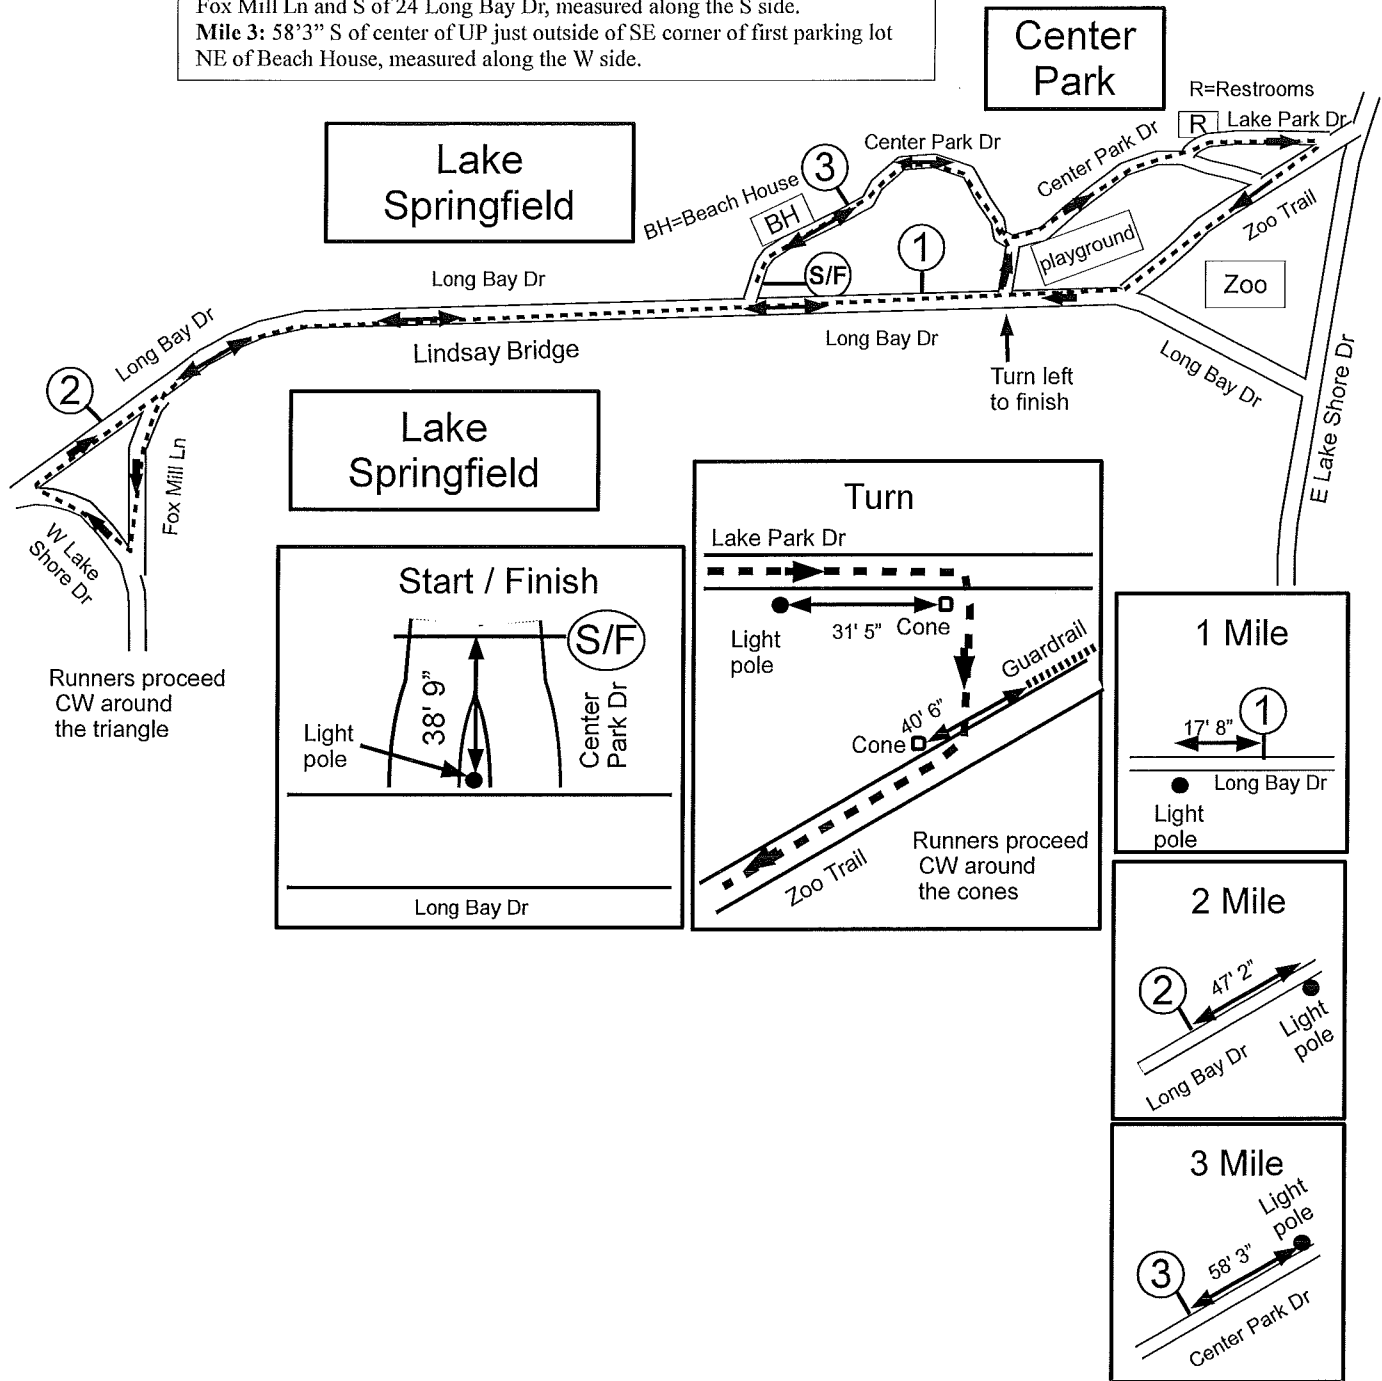 Fox Mill Ln and S of 24 Long Bay Dr, measured along the S side.
Mile 3: 58’3” S of center of UP just outside of SE corner of first parking lot
NE of Beach House, measured along the W side.
Center
Park
R=Restrooms
R
Lake Park Dr
Center Park Dr
Center Park Dr
Lake
Springfield
3
BH=Beach House
BH
1
S/F
playground
Zoo Trail
Zoo
Long Bay Dr
Long Bay Dr
Lindsay Bridge
Long Bay Dr
Long Bay Dr
E Lake Shore Dr
Turn left
to finish
2
Lake
Springfield
Fox Mill Ln
W Lake
Shore Dr
Runners proceed
CW around
the triangle
Start / Finish
S/F
38’ 9”
Light
pole
Center
Park Dr
Long Bay Dr
Turn
Lake Park Dr
31’ 5”
Cone
Light
pole
Guardrail
40’ 6”
Cone
Zoo Trail
Runners proceed
CW around
the cones
1 Mile
1
17’ 8”
Long Bay Dr
Light
pole
2 Mile
2
47’ 2”
Light
pole
Long Bay Dr
3 Mile
Light
pole
3
58’ 3”
Center Park Dr